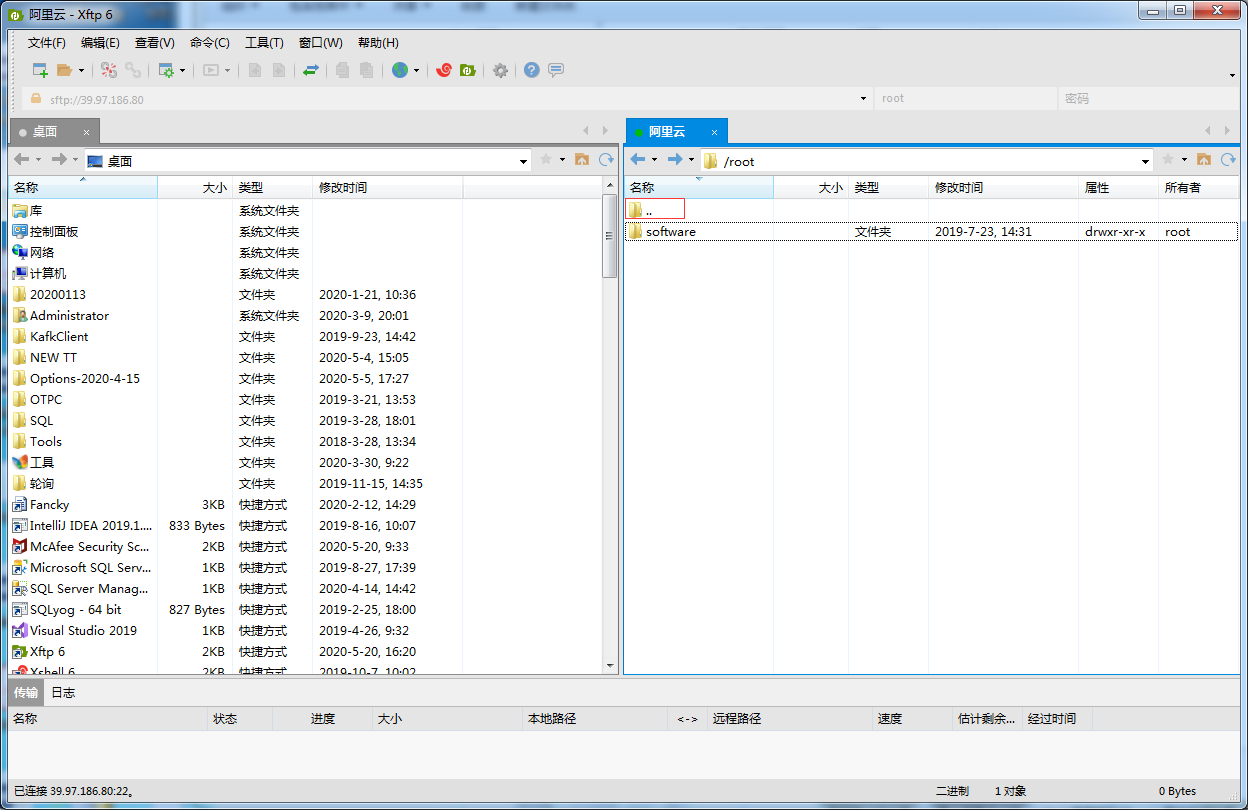 阿里云 - Xftp 6
文件(F) 编辑(E) 查看(V) 命令(C) 工具(T) 窗口(W) 帮助(H)
sftp://39.97.186.80 root 密码
桌面 × 阿里云 ×
桌面 /root
名称 大小 类型 修改时间
库 系统文件夹
控制面板 系统文件夹
网络 系统文件夹
计算机 系统文件夹
20200113 文件夹 2020-1-21, 10:36
Administrator 系统文件夹 2020-3-9, 20:01
KafkClient 文件夹 2019-9-23, 14:42
NEW TT 文件夹 2020-5-4, 15:05
Options-2020-4-15 文件夹 2020-5-5, 17:27
OTPC 文件夹 2019-3-21, 13:53
SQL 文件夹 2019-3-28, 18:01
Tools 文件夹 2018-3-28, 13:34
工具 文件夹 2020-3-30, 9:22
轮询 文件夹 2019-11-15, 14:35
Fancky 3KB 快捷方式 2020-2-12, 14:29
IntelliJ IDEA 2019.1.... 833 Bytes 快捷方式 2019-8-16, 10:07
McAfee Security Sc... 2KB 快捷方式 2020-5-20, 9:33
Microsoft SQL Serv... 1KB 快捷方式 2019-8-27, 17:39
SQL Server Manag... 1KB 快捷方式 2020-4-14, 14:42
SQLyog - 64 bit 827 Bytes 快捷方式 2019-2-25, 18:00
Visual Studio 2019 1KB 快捷方式 2019-4-26, 9:32
Xftp 6 2KB 快捷方式 2020-5-20, 16:20
Xshell 6 2KB 快捷方式 2019-10-7, 10:02
名称 大小 类型 修改时间 属性 所有者
..
software 文件夹 2019-7-23, 14:31 drwxr-xr-x root
传输 日志
名称 状态 进度 大小 本地路径 <-> 远程路径 速度 估计剩余... 经过时间
已连接 39.97.186.80:22。 二进制 1 对象 0 Bytes